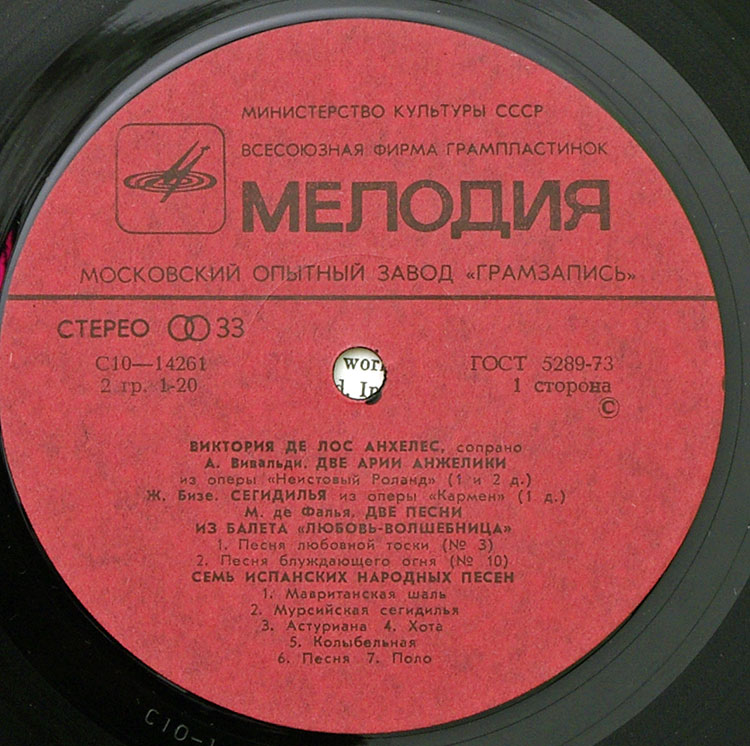 МИНИСТЕРСТВО КУЛЬТУРЫ СССР
ВСЕСОЮЗНАЯ ФИРМА ГРАМПЛАСТИНОК
МЕЛОДИЯ
МОСКОВСКИЙ ОПЫТНЫЙ ЗАВОД «ГРАМЗАПИСЬ»
СТЕРЕО 33
С10—14261
2 гр. 1-20
ГОСТ 5289-73
1 сторона
©
ВИКТОРИЯ ДЕ ЛОС АНХЕЛЕС, сопрано
А. Вивальди. ДВЕ АРИИ АНЖЕЛИКИ
из оперы «Неистовый Роланд» (1 и 2 д.)
Ж. Бизе. СЕГИДИЛЬЯ из оперы «Кармен» (1 д.)
М. де Фалья. ДВЕ ПЕСНИ
ИЗ БАЛЕТА «ЛЮБОВЬ-ВОЛШЕБНИЦА»
1. Песня любовной тоски (№ 3)
2. Песня блуждающего огня (№ 10)
СЕМЬ ИСПАНСКИХ НАРОДНЫХ ПЕСЕН
1. Мавританская шаль
2. Мурсийская сегидилья
3. Астуриана 4. Хота
5. Колыбельная
6. Песня 7. Поло